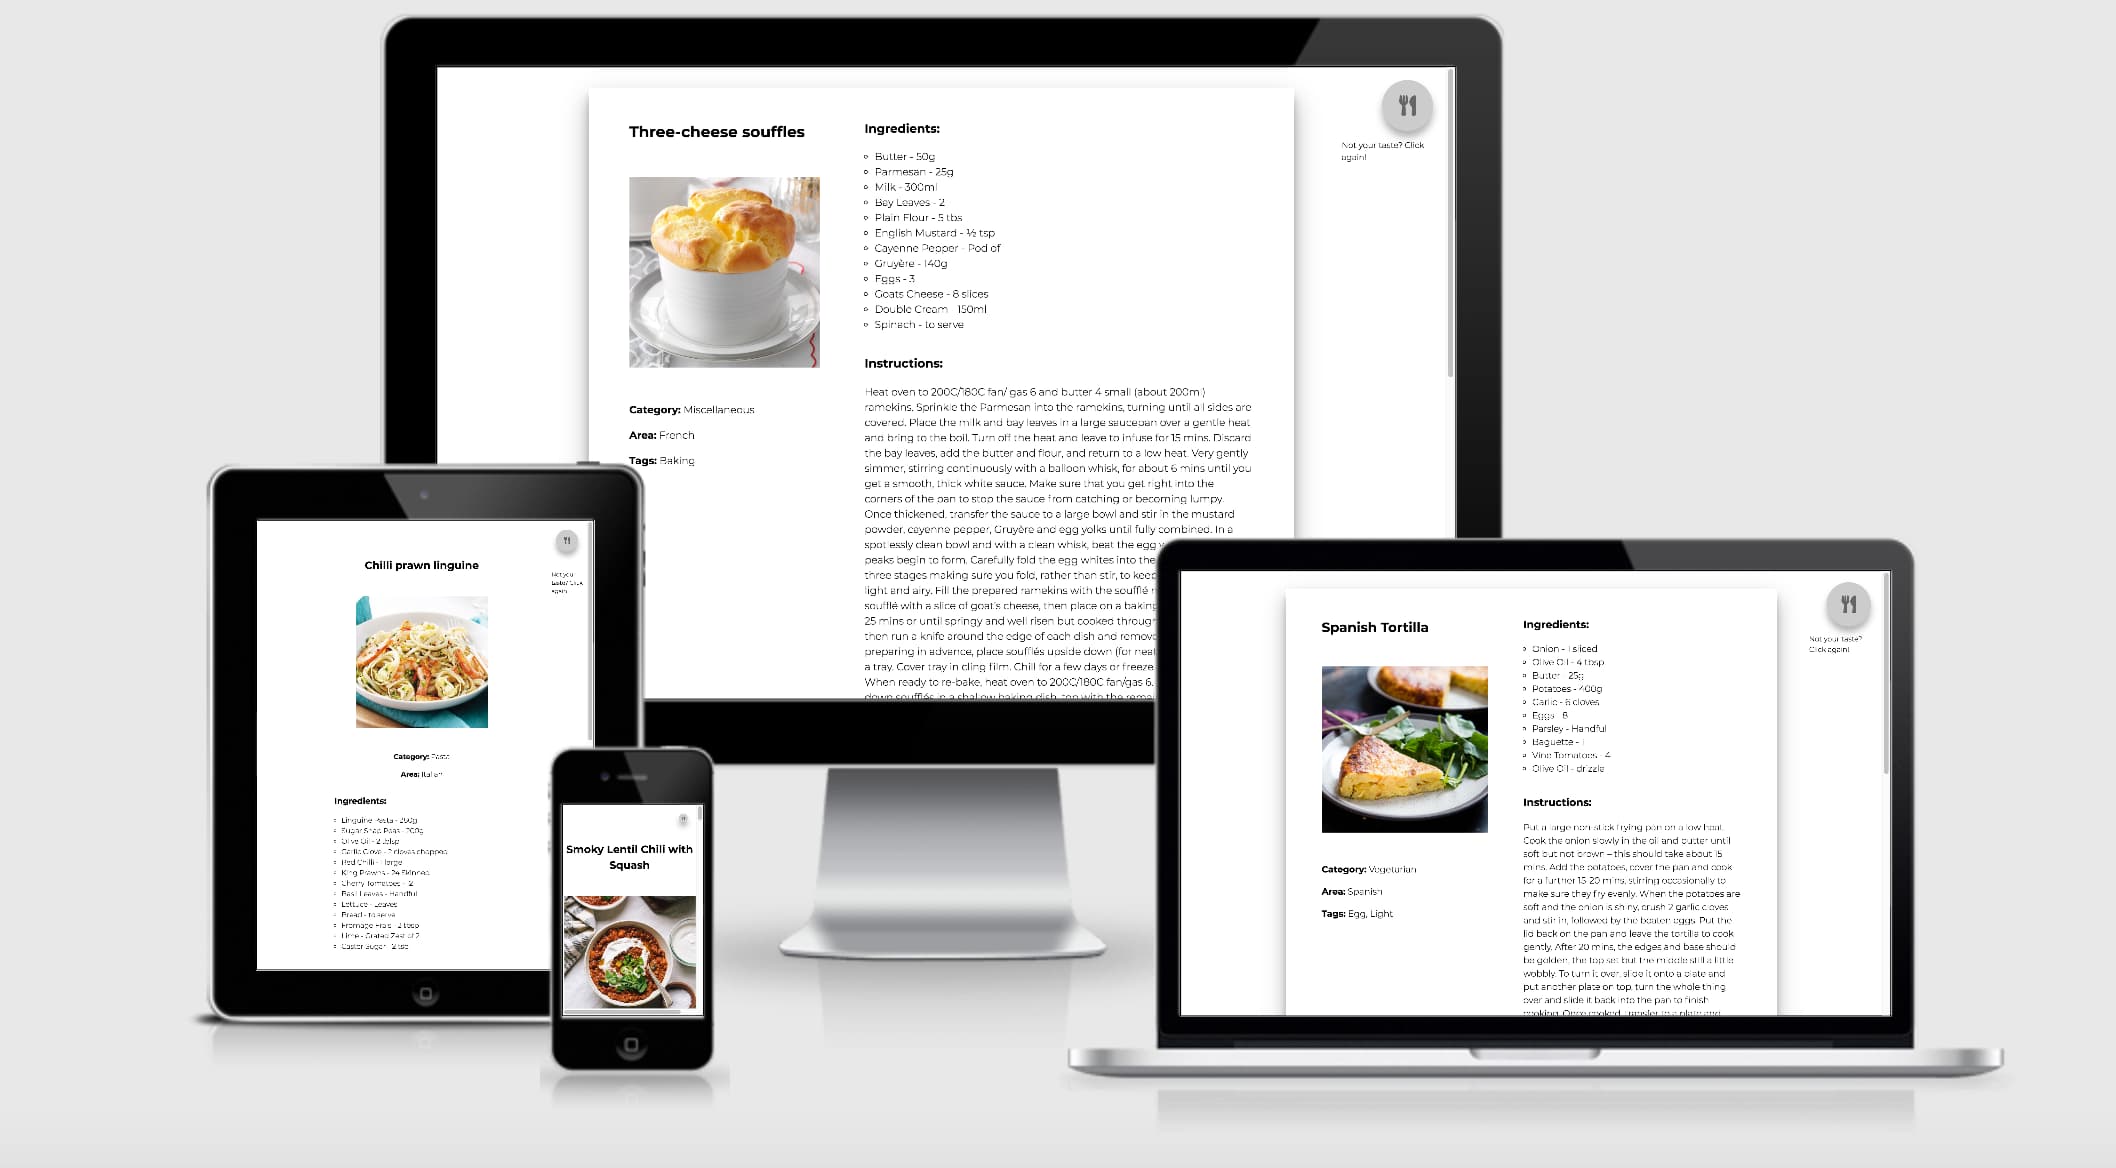 Three-cheese souffles
Category: Miscellaneous
Area: French
Tags: Baking
Ingredients:
Butter - 50g
Parmesan - 25g
Milk - 300ml
Bay Leaves - 2
Plain Flour - 5 tbs
English Mustard - ½ tsp
Cayenne Pepper - Pod of
Gruyère - 140g
Eggs - 3
Goats Cheese - 8 slices
Double Cream - 150ml
Spinach - to serve
Instructions:
Heat oven to 200C/180C fan/ gas 6 and butter 4 small (about 200ml)
ramekins. Sprinkle the Parmesan into the ramekins, turning until all sides are
covered. Place the milk and bay leaves in a large saucepan over a gentle heat
and bring to the boil. Turn off the heat and leave to infuse for 15 mins. Discard
the bay leaves, add the butter and flour, and return to a low heat. Very gently
simmer, stirring continuously with a balloon whisk, for about 6 mins until you
get a smooth, thick white sauce. Make sure that you get right into the
corners of the pan to stop the sauce from catching or becoming lumpy.
Once thickened, transfer the sauce to a large bowl and stir in the mustard
powder, cayenne pepper, Gruyère and egg yolks until fully combined. In a
spotlessly clean bowl and with a clean whisk, beat the egg
peaks begin to form. Carefully fold the egg whites into the
three stages making sure you fold, rather than stir, to keep
light and airy. Fill the prepared ramekins with the soufflé
soufflé with a slice of goat's cheese, then place on a baking
25 mins or until springy and well risen but cooked through
then run a knife around the edge of each dish and remove
preparing in advance, place soufflés upside down (for
a tray. Cover tray in cling film. Chill for a few days or freeze
When ready to re-bake, heat oven to 200C/180C fan/gas 6.
down soufflés in a shallow baking dish, top with the
Not your taste? Click
again!
Chilli prawn linguine
Category: Pasta
Area: Italian
Ingredients:
Linguine Pasta - 280g
Sugar Snap Peas - 200g
Olive Oil - 2 tblsp
Garlic Clove - 2 cloves chopped
Red Chilli - 1 large
King Prawns - 24 Skinned
Cherry Tomatoes - 12
Basil Leaves - Handful
Lettuce - Leaves
Bread - to serve
Fromage Frais - 2 tbsp
Lime - Grated Zest of 2
Caster Sugar - 2 tsp
Not your
taste? Click
again!
Smoky Lentil Chili with
Squash
Spanish Tortilla
Category: Vegetarian
Area: Spanish
Tags: Egg, Light
Ingredients:
Onion - 1 sliced
Olive Oil - 4 tbsp
Butter - 25g
Potatoes - 400g
Garlic - 6 cloves
Eggs - 8
Parsley - Handful
Baguette - 1
Vine Tomatoes - 4
Olive Oil - drizzle
Instructions:
Put a large non-stick frying pan on a low heat.
Cook the onion slowly in the oil and butter until
soft but not brown – this should take about 15
mins. Add the potatoes, cover the pan and cook
for a further 15-20 mins, stirring occasionally to
make sure they fry evenly. When the potatoes are
soft and the onion is shiny, crush 2 garlic cloves
and stir in, followed by the beaten eggs. Put the
lid back on the pan and leave the tortilla to cook
gently. After 20 mins, the edges and base should
be golden, the top set but the middle still a little
wobbly. To turn it over, slide it onto a plate and
put another plate on top, turn the whole thing
over and slide it back into the pan to finish
cooking. Once cooked, transfer to a plate and
Not your taste?
Click again!